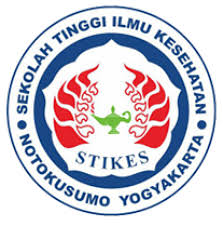 SEKOLAH TINGGI ILMU KESEHATAN
STIKES
NOTOKUSUMO YOGYAKARTA